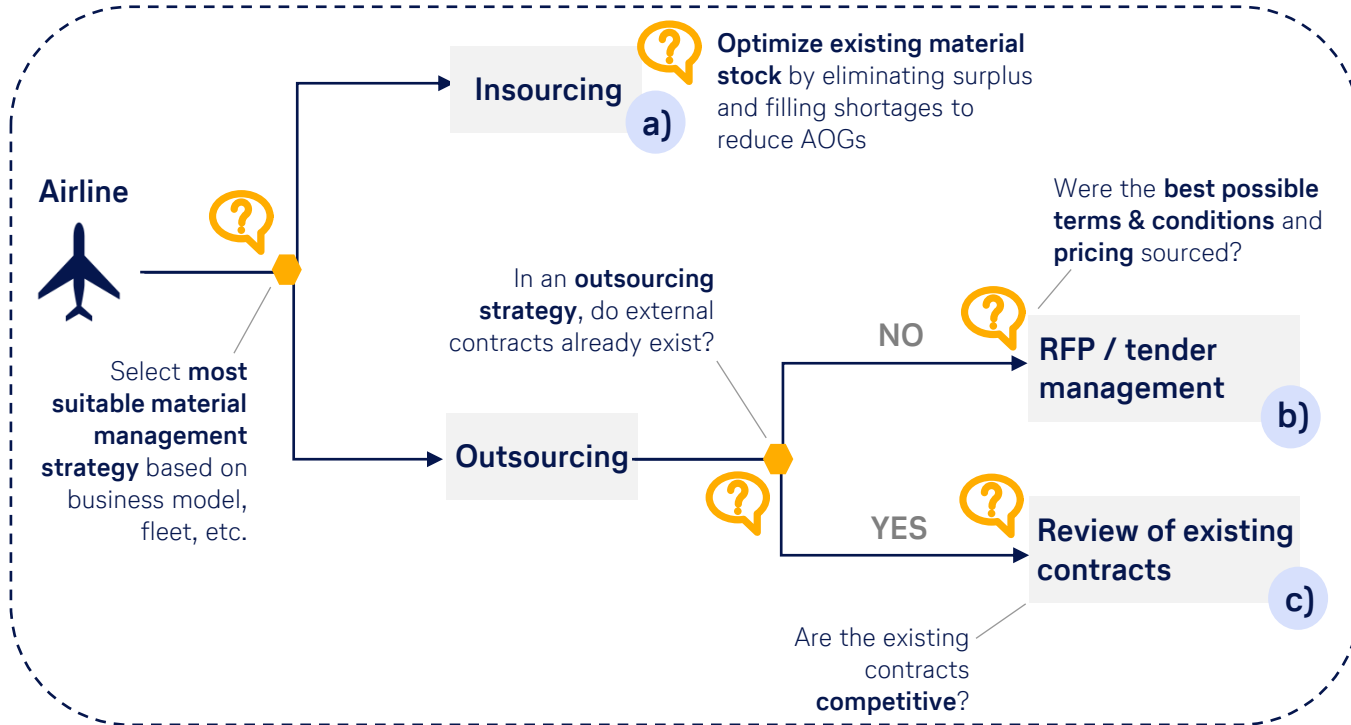 Optimize existing material
stock by eliminating surplus
and filling shortages to
reduce AOGs
?
Insourcing
a)
Airline
?
Select most
suitable material
management
strategy based on
business model,
fleet, etc.
In an outsourcing
strategy, do external
contracts already exist?
Outsourcing
?
Were the best possible
terms & conditions and
pricing sourced?
NO
?
RFP / tender
management
b)
YES
?
Review of existing
contracts
c)
Are the existing
contracts
competitive?